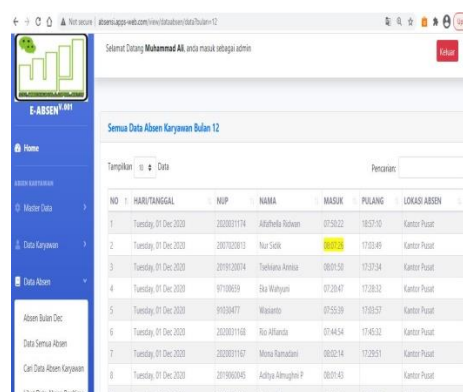 Not secure | absensi.apps-web.com/view/dataabsen/data?bulan=12
Selamat Datang Muhammad Ali, anda masuk sebagai admin
Keluar
E-ABSEN V.001
Home
ABSEN KARYAWAN
Master Data
Data Karyawan
Data Absen
Absen Bulan Dec
Data Semua Absen
Cari Data Absen Karyawan
Semua Data Absen Karyawan Bulan 12
Tampilkan 10 Data
Pencarian:
NO HARI/TANGGAL NUP NAMA MASUK PULANG LOKASI ABSEN
1 Tuesday, 01 Dec 2020 2020031174 Alfathella Ridwan 07:50:22 18:57:10 Kantor Pusat
2 Tuesday, 01 Dec 2020 2007020813 Nur Sidik 08:07:26 17:03:49 Kantor Pusat
3 Tuesday, 01 Dec 2020 2019120074 Annisa 08:01:50 17:57:34 Kantor Pusat
4 Tuesday, 01 Dec 2020 97100659 Eka Wahyuni 07:20:47 17:28:32 Kantor Pusat
5 Tuesday, 01 Dec 2020 91030477 Wasianto 07:55:39 17:03:57 Kantor Pusat
6 Tuesday, 01 Dec 2020 2020031168 Rio Alfianda 07:44:54 17:45:32 Kantor Pusat
7 Tuesday, 01 Dec 2020 2020031167 Mona Ramadani 08:02:14 17:29:51 Kantor Pusat
8 Tuesday, 01 Dec 2020 2019060045 Aditya Almughni P 08:01:43 Kantor Pusat